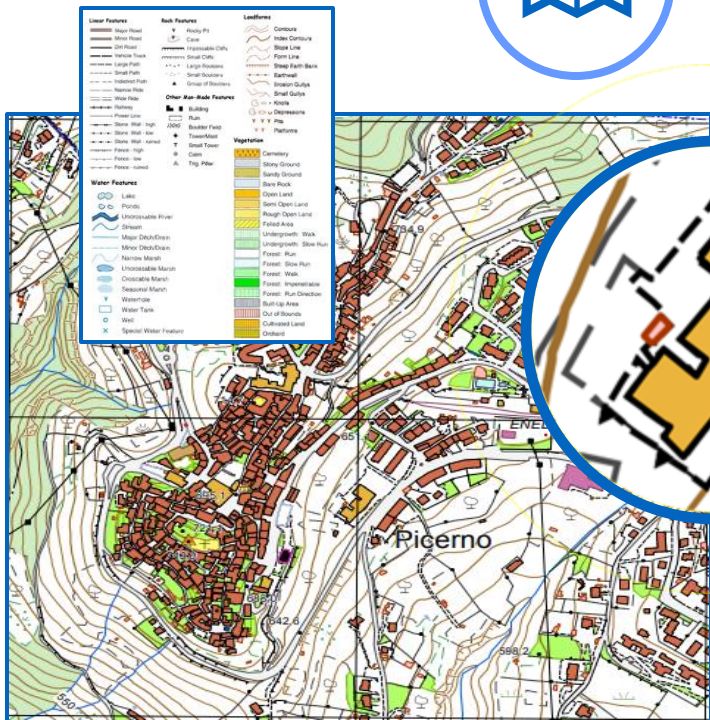 Linear Features
Major Road
Minor Road
Dirt Road
Vehicle Track
Large Path
Small Path
Indistinct Path
Narrow Ride
Wide Ride
Railway
Power Line
Stone Wall - high
Stone Wall - low
Stone Wall - ruined
Fence - high
Fence - low
Fence - ruined
Water Features
Lake
Ponds
Uncrossable River
Stream
Major Ditch/Drain
Minor Ditch/Drain
Narrow Marsh
Uncrossable Marsh
Crossable Marsh
Seasonal Marsh
Waterhole
Water Tank
Well
Special Water Feature
Rock Features
Rocky Pit
Cave
Impassable Cliffs
Small Cliffs
Large Boulders
Small Boulders
Group of Boulders
Other Man-Made Features
Building
Ruin
Boulder Field
Tower/Mast
Small Tower
Cairn
Trig. Pillar
Landforms
Contours
Index Contours
Slope Line
Form Line
Steep Earth Bank
Earthwall
Erosion Gullys
Small Gullys
Knolls
Depressions
Pits
Platforms
Vegetation
Cemetery
Stony Ground
Sandy Ground
Bare Rock
Open Land
Semi Open Land
Rough Open Land
Felled Area
Undergrowth: Walk
Undergrowth: Slow Run
Forest: Run
Forest: Slow Run
Forest: Walk
Forest: Impenetrable
Forest: Run Direction
Built-Up Area
Out of Bounds
Cultivated Land
Orchard
Picerno
642.6
598.2
550